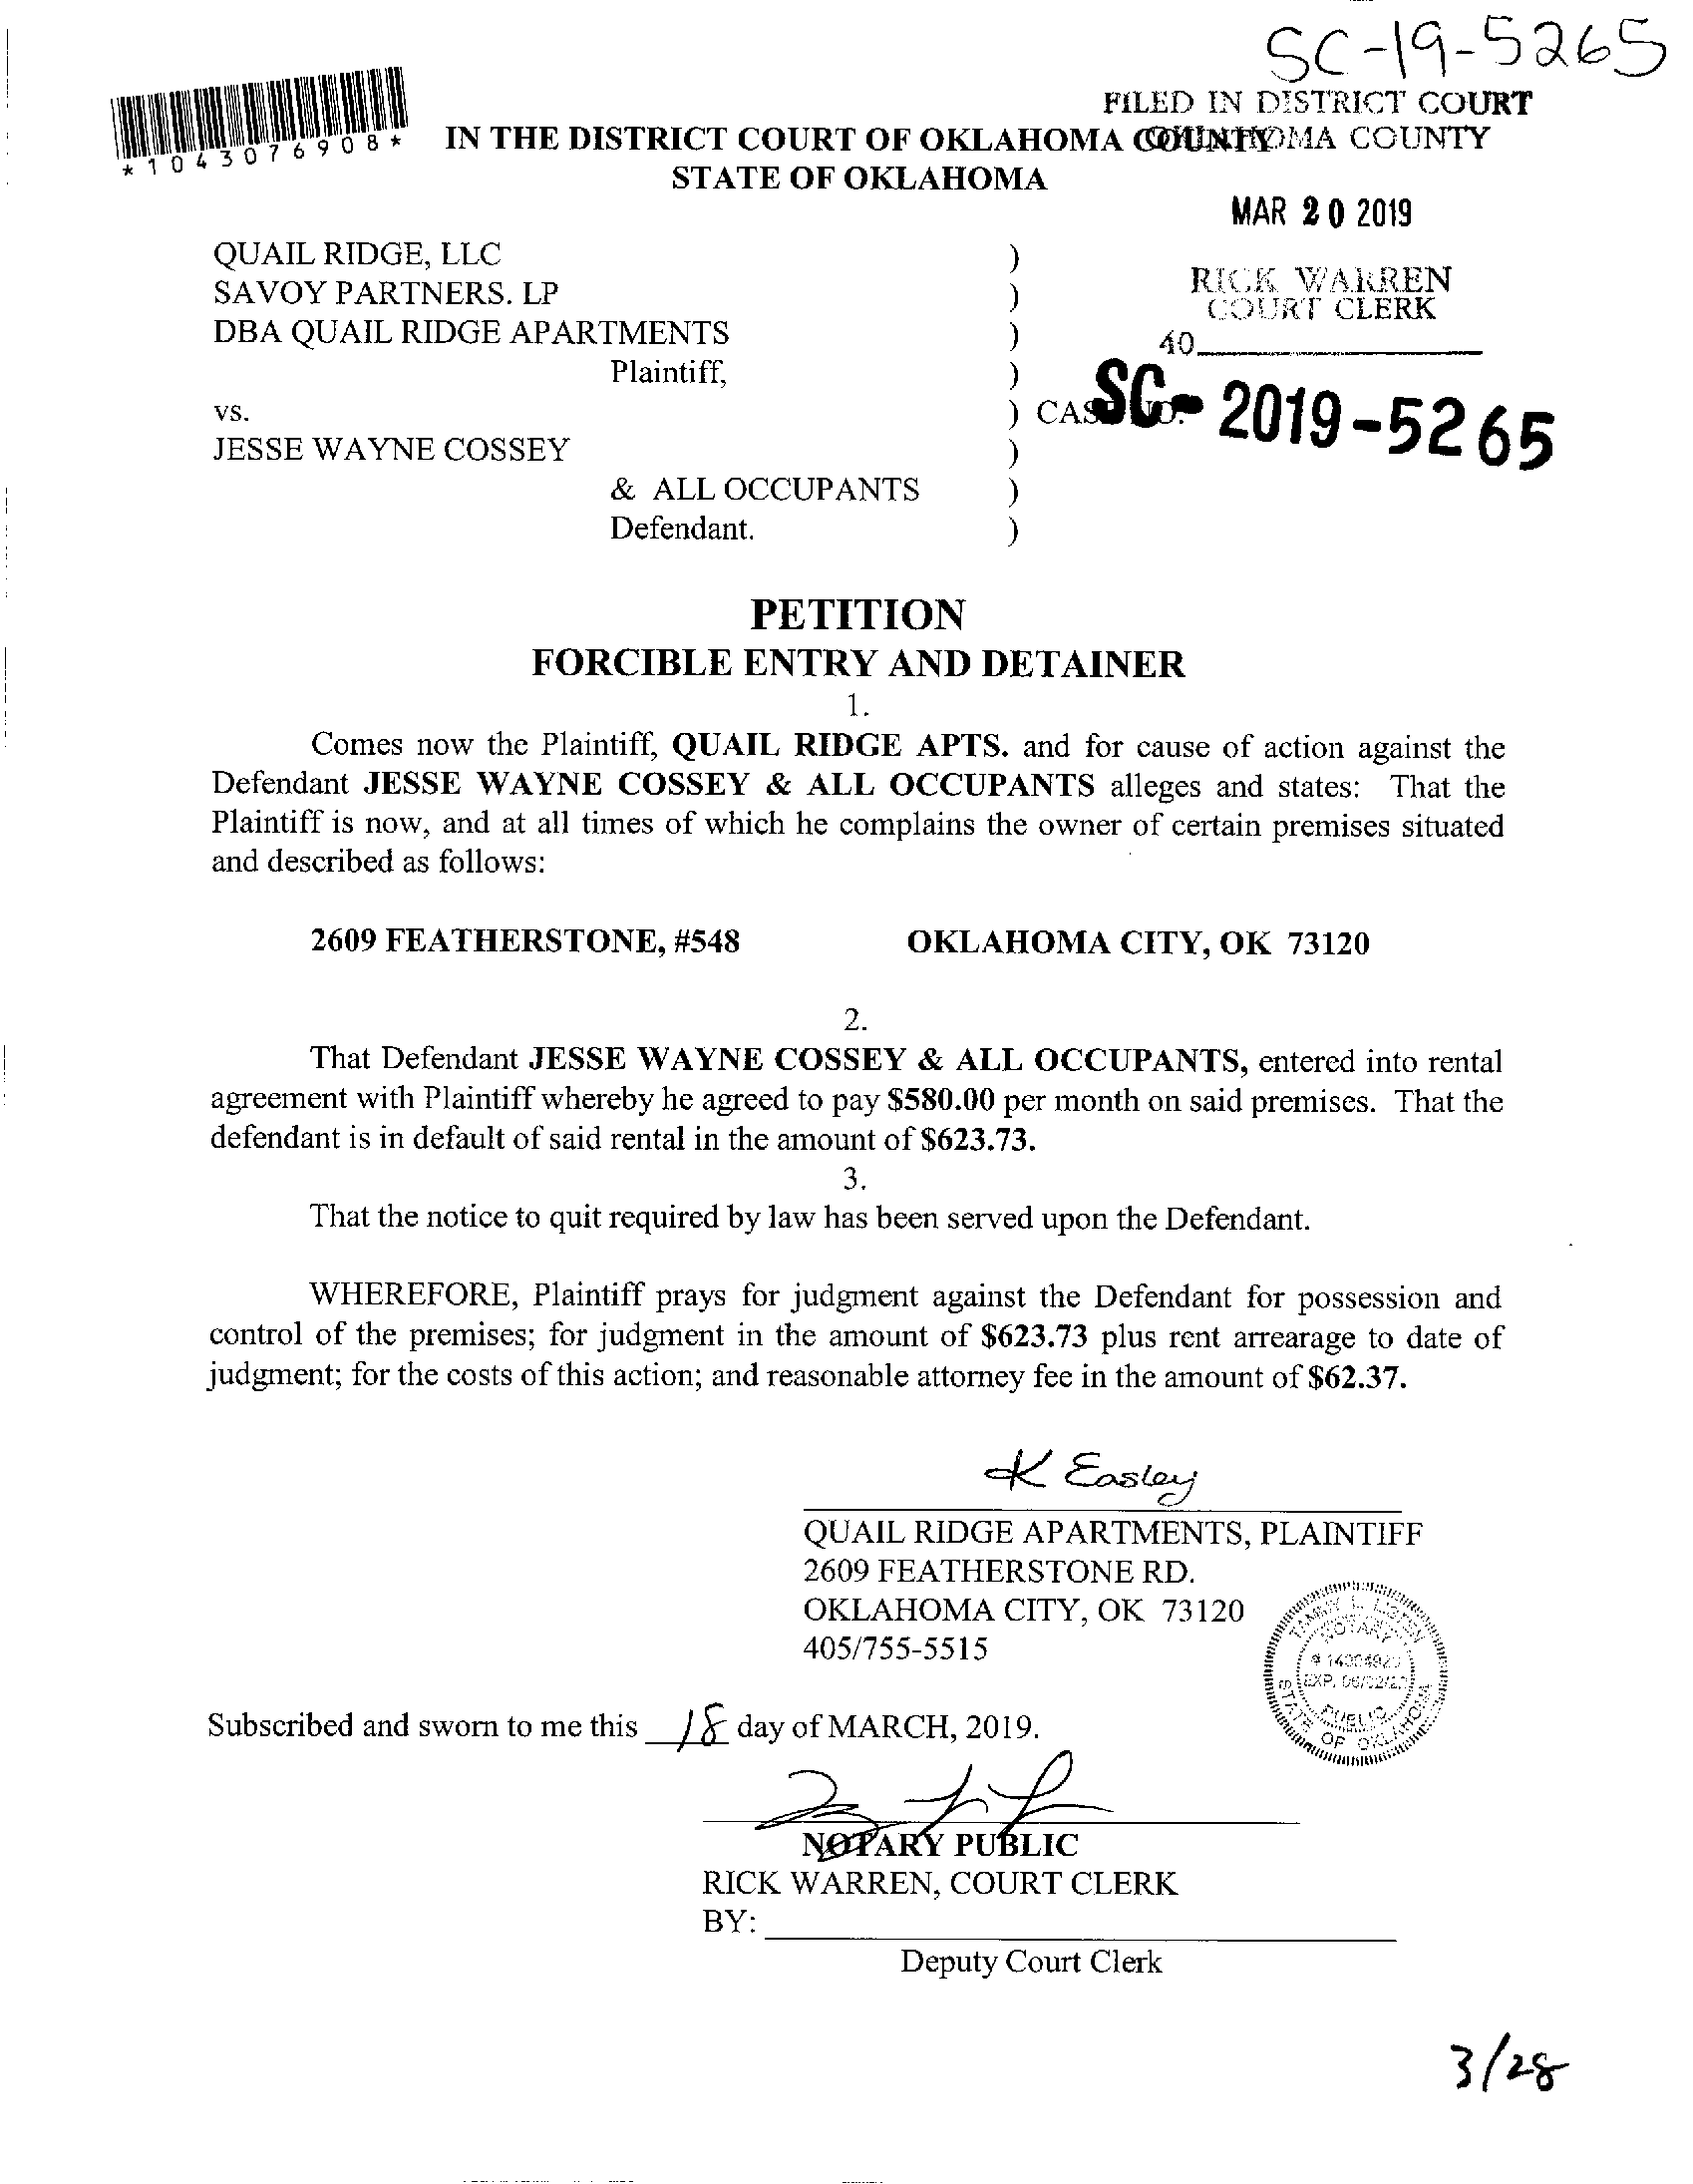 SC-19-5265
FILED IN DISTRICT COURT
*1043076908*
IN THE DISTRICT COURT OF OKLAHOMA COUNTY
OKLAHOMA COUNTY
STATE OF OKLAHOMA
MAR 20 2019
QUAIL RIDGE, LLC )
SAVOY PARTNERS. LP )
RICK WARREN
COURT CLERK
DBA QUAIL RIDGE APARTMENTS )
40
Plaintiff, )
vs. ) CASE NO.
SC- 2019-5265
JESSE WAYNE COSSEY )
& ALL OCCUPANTS )
Defendant. )
PETITION
FORCIBLE ENTRY AND DETAINER
1.
Comes now the Plaintiff, QUAIL RIDGE APTS. and for cause of action against the
Defendant JESSE WAYNE COSSEY & ALL OCCUPANTS alleges and states: That the
Plaintiff is now, and at all times of which he complains the owner of certain premises situated
and described as follows:
2609 FEATHERSTONE, #548 OKLAHOMA CITY, OK 73120
2.
That Defendant JESSE WAYNE COSSEY & ALL OCCUPANTS, entered into rental
agreement with Plaintiff whereby he agreed to pay $580.00 per month on said premises. That the
defendant is in default of said rental in the amount of $623.73.
3.
That the notice to quit required by law has been served upon the Defendant.
WHEREFORE, Plaintiff prays for judgment against the Defendant for possession and
control of the premises; for judgment in the amount of $623.73 plus rent arrearage to date of
judgment; for the costs of this action; and reasonable attorney fee in the amount of $62.37.
K Easley
QUAIL RIDGE APARTMENTS, PLAINTIFF
2609 FEATHERSTONE RD.
OKLAHOMA CITY, OK 73120
405/755-5515
NOTARY
EXP.
PUBLIC
STATE OF OKLAHOMA
Subscribed and sworn to me this 18 day of MARCH, 2019.
NOTARY PUBLIC
RICK WARREN, COURT CLERK
BY:
Deputy Court Clerk
3/28